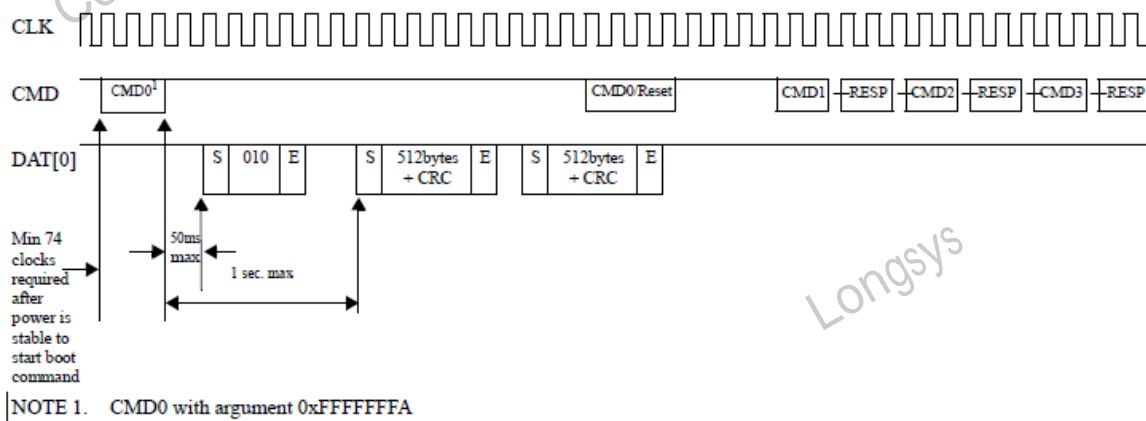 CLK
CMD
CMD0¹
CMD0/Reset
CMD1
RESP
CMD2
RESP
CMD3
RESP
DAT[0]
S
010
E
S
512bytes
+ CRC
E
S
512bytes
+ CRC
E
Min 74
clocks
required
after
power is
stable to
start boot
command
50ms
max
1 sec. max
Longsys
NOTE 1. CMD0 with argument 0xFFFFFFFA